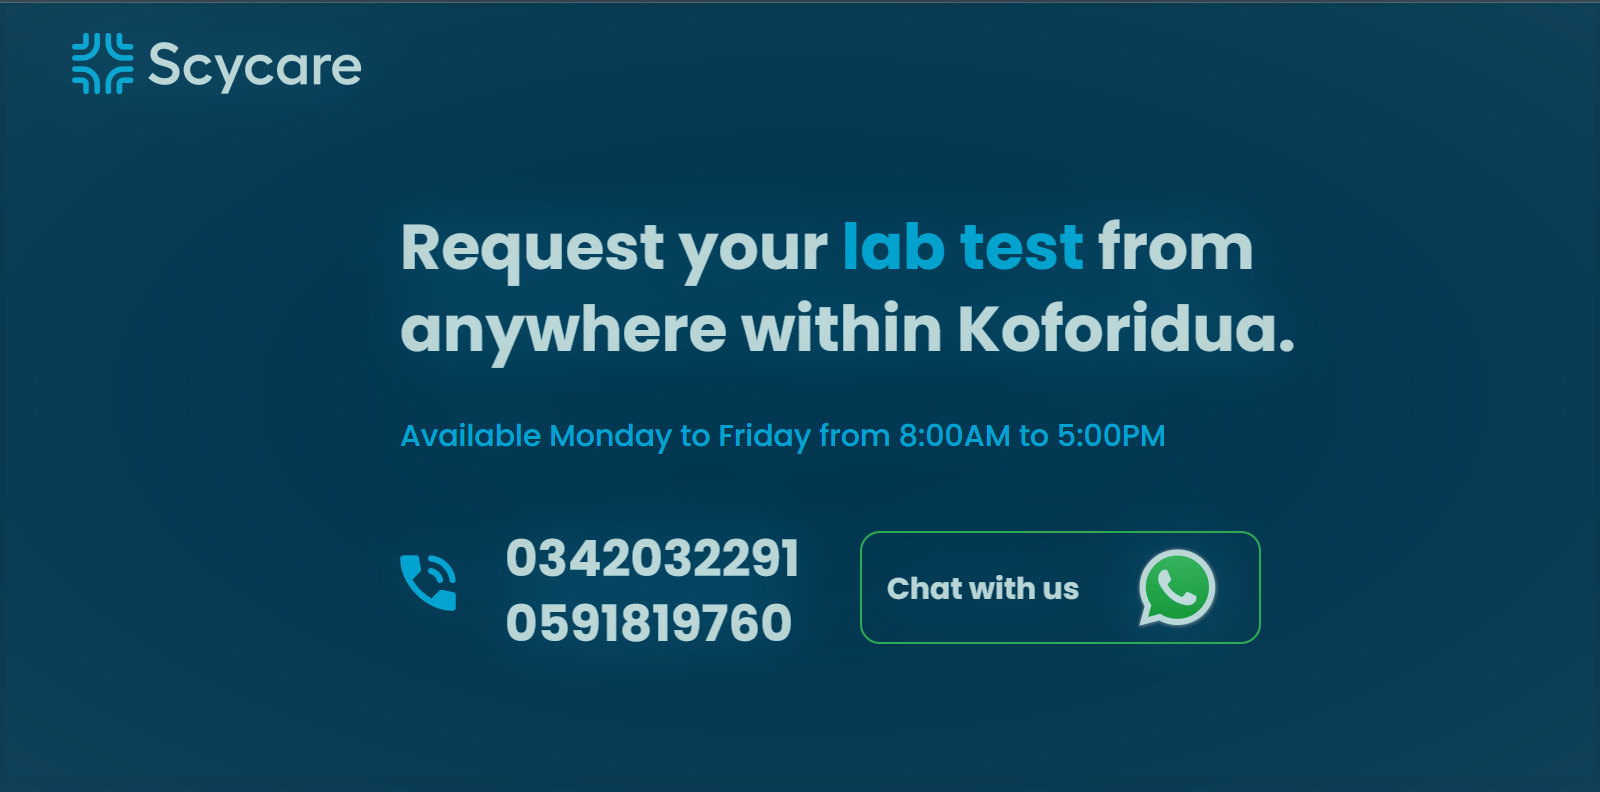 Scycare
Request your lab test from
anywhere within Koforidua.
Available Monday to Friday from 8:00AM to 5:00PM
0342032291
0591819760
Chat with us